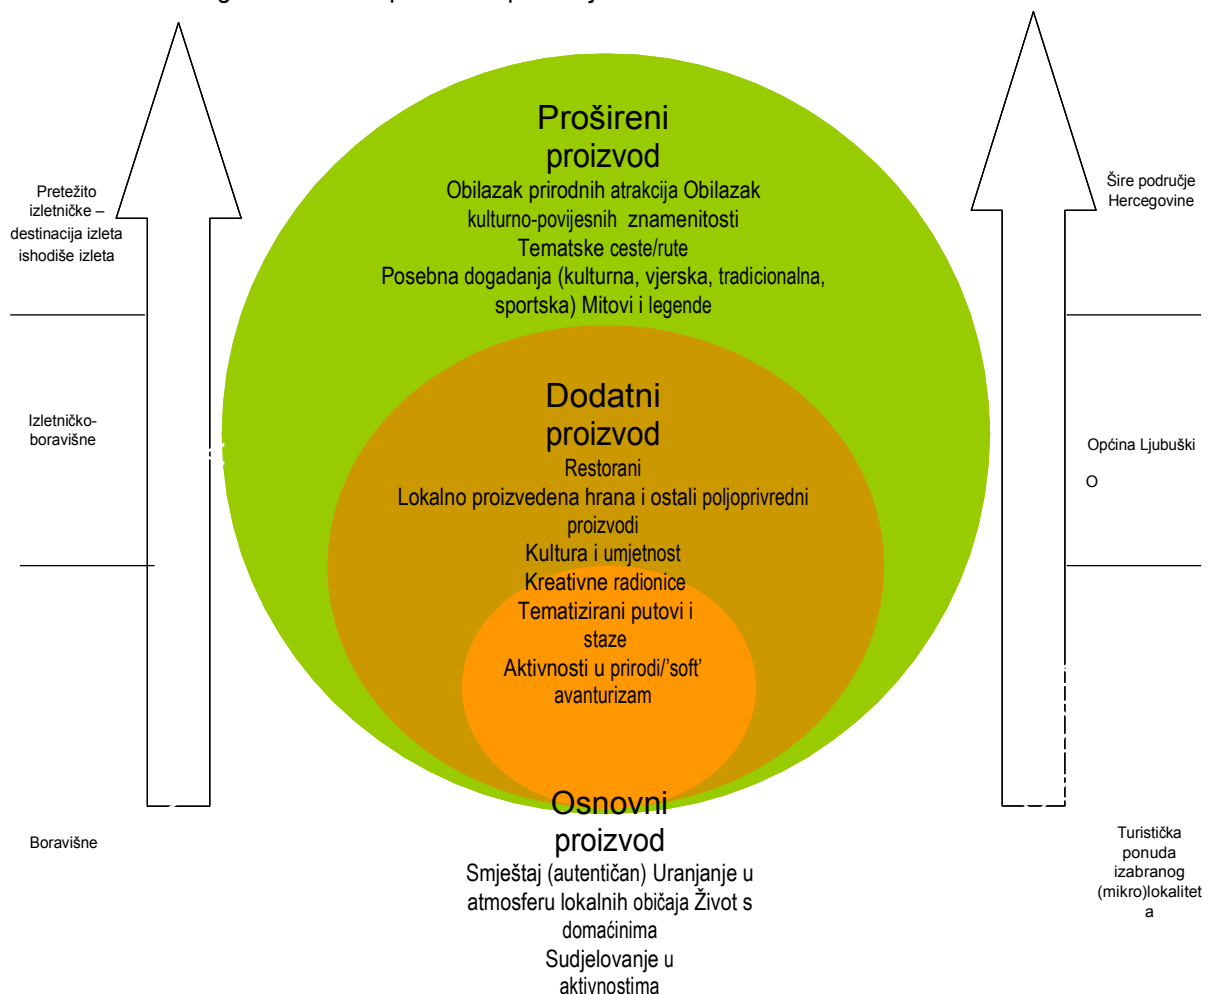 Prošireni
proizvod
Obilazak prirodnih atrakcija Obilazak
kulturno-povijesnih znamenitosti
Tematske ceste/rute
Posebna dogadanja (kulturna, vjerska, tradicionalna,
sportska) Mitovi i legende
Pretežito
izletničke –
destinacija izleta
ishodiše izleta
Šire područje
Hercegovine
Dodatni
proizvod
Restorani
Lokalno proizvedena hrana i ostali poljoprivredni
proizvodi
Kultura i umjetnost
Kreativne radionice
Tematizirani putovi i
staze
Aktivnosti u prirodi/’soft’
avanturizam
Izletničko-
boravišne
Općina Ljubuški
O
Osnovni
proizvod
Smještaj (autentičan) Uranjanje u
atmosferu lokalnih običaja Život s
domaćinima
Sudjelovanje u
aktivnostima
Boravišne
Turistička
ponuda
izabranog
(mikro)lokalitet
a